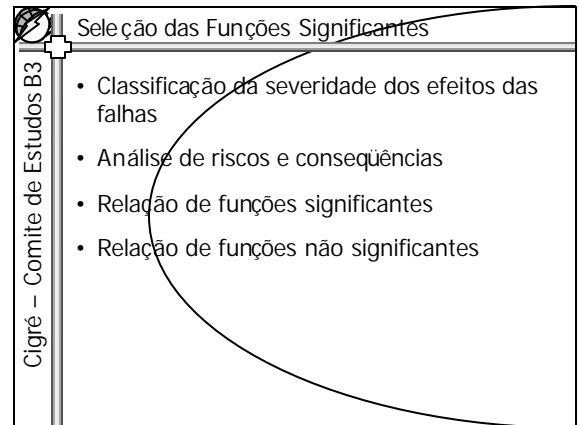 Seleção das Funções Significantes
• Classificação da severidade dos efeitos das
falhas
• Análise de riscos e conseqüências
• Relação de funções significantes
• Relação de funções não significantes
Cigré – Comite de Estudos B3